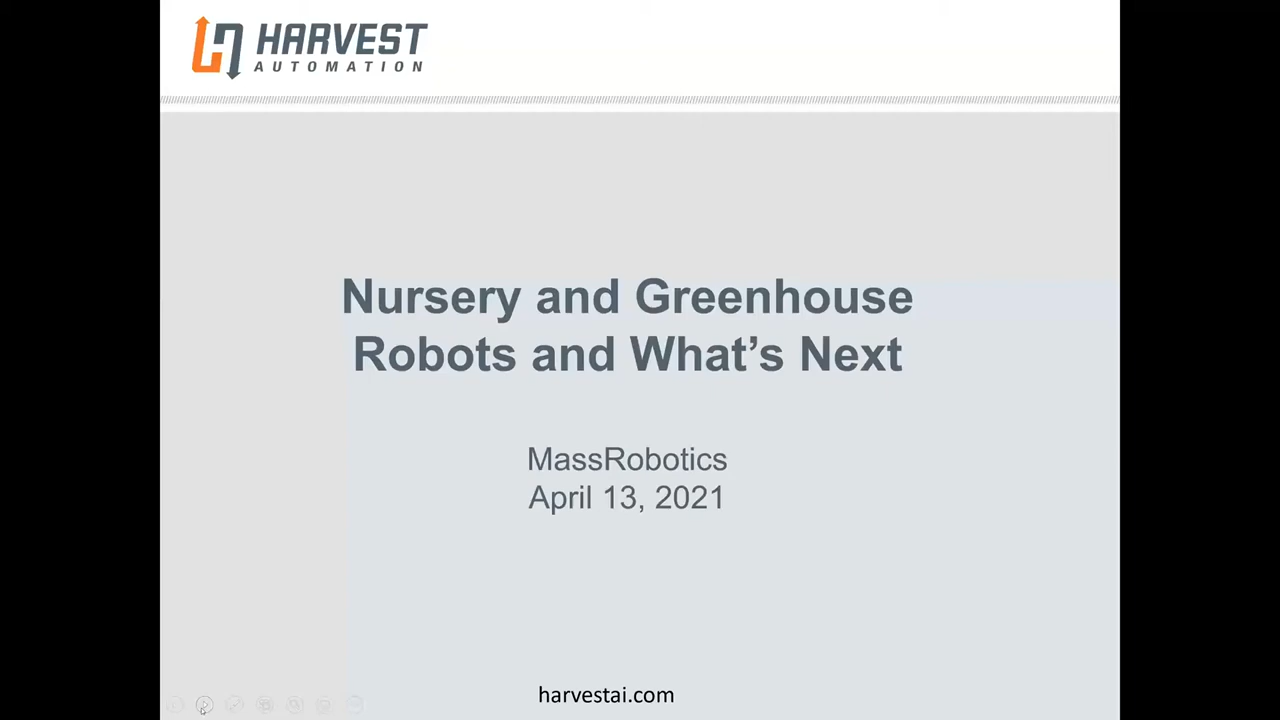 HARVEST
AUTOMATION
Nursery and Greenhouse
Robots and What’s Next
MassRobotics
April 13, 2021
harvestai.com